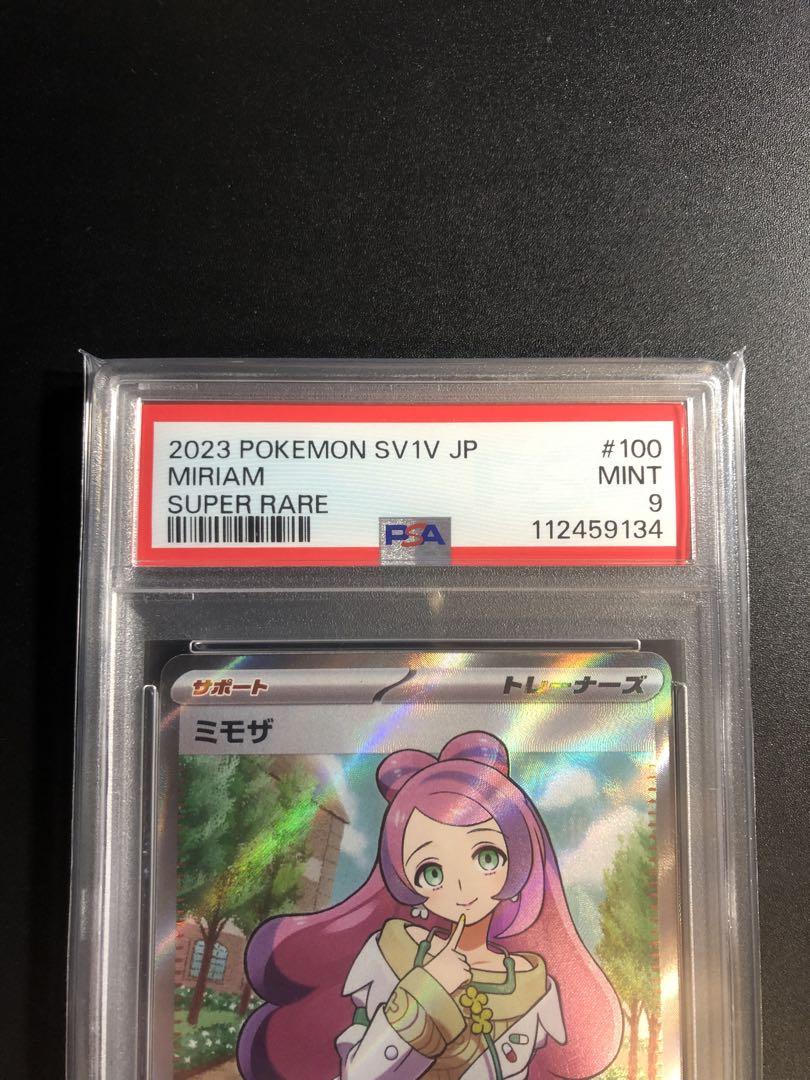 2023 POKEMON SV1V JP #100
MIRIAM MINT
SUPER RARE 9
PSA 112459134
サポート トレーナーズ
ミモザ